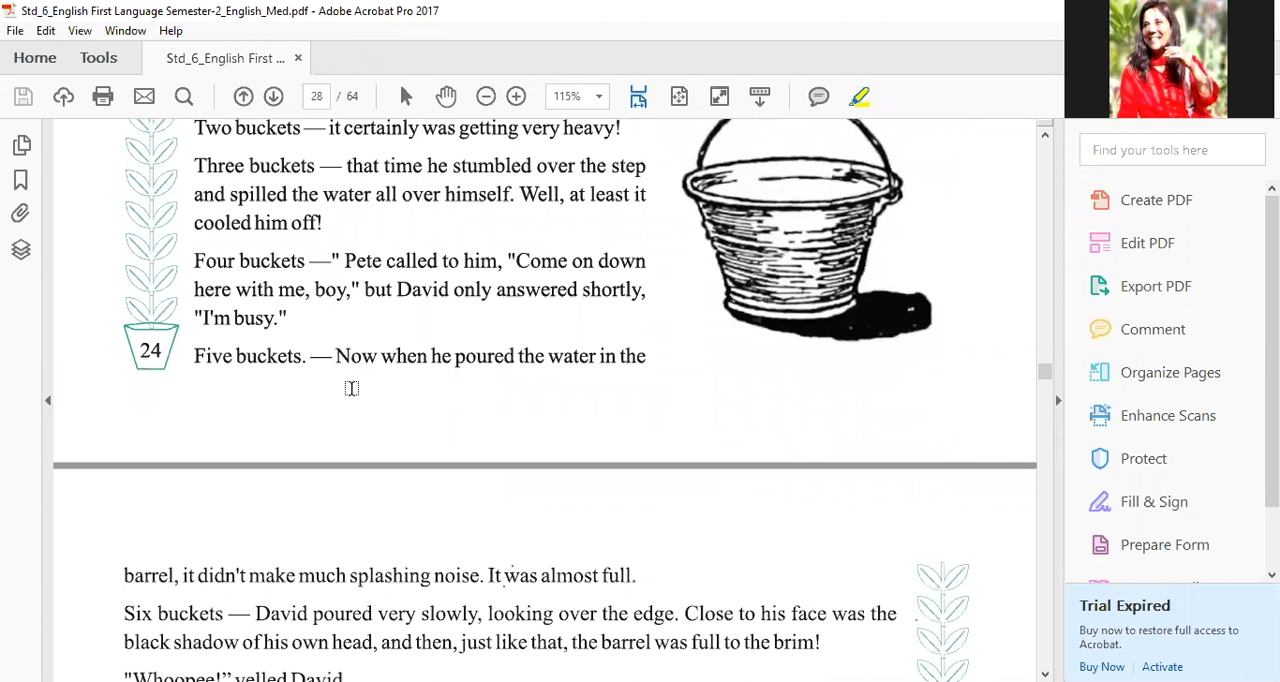 Std_6_English First Language Semester-2_English_Med.pdf - Adobe Acrobat Pro 2017
File Edit View Window Help
Home Tools Std_6_English First ... ×
28 / 64 115%
Find your tools here
Two buckets — it certainly was getting very heavy!
Three buckets — that time he stumbled over the step
and spilled the water all over himself. Well, at least it
cooled him off!
Four buckets —" Pete called to him, "Come on down
here with me, boy," but David only answered shortly,
"I'm busy."
24
Five buckets. — Now when he poured the water in the
barrel, it didn't make much splashing noise. It was almost full.
Six buckets — David poured very slowly, looking over the edge. Close to his face was the
black shadow of his own head, and then, just like that, the barrel was full to the brim!
"Whoopee!" yelled David.
Create PDF
Edit PDF
Export PDF
Comment
Organize Pages
Enhance Scans
Protect
Fill & Sign
Prepare Form
Trial Expired
Buy now to restore full access to
Acrobat.
Buy Now Activate